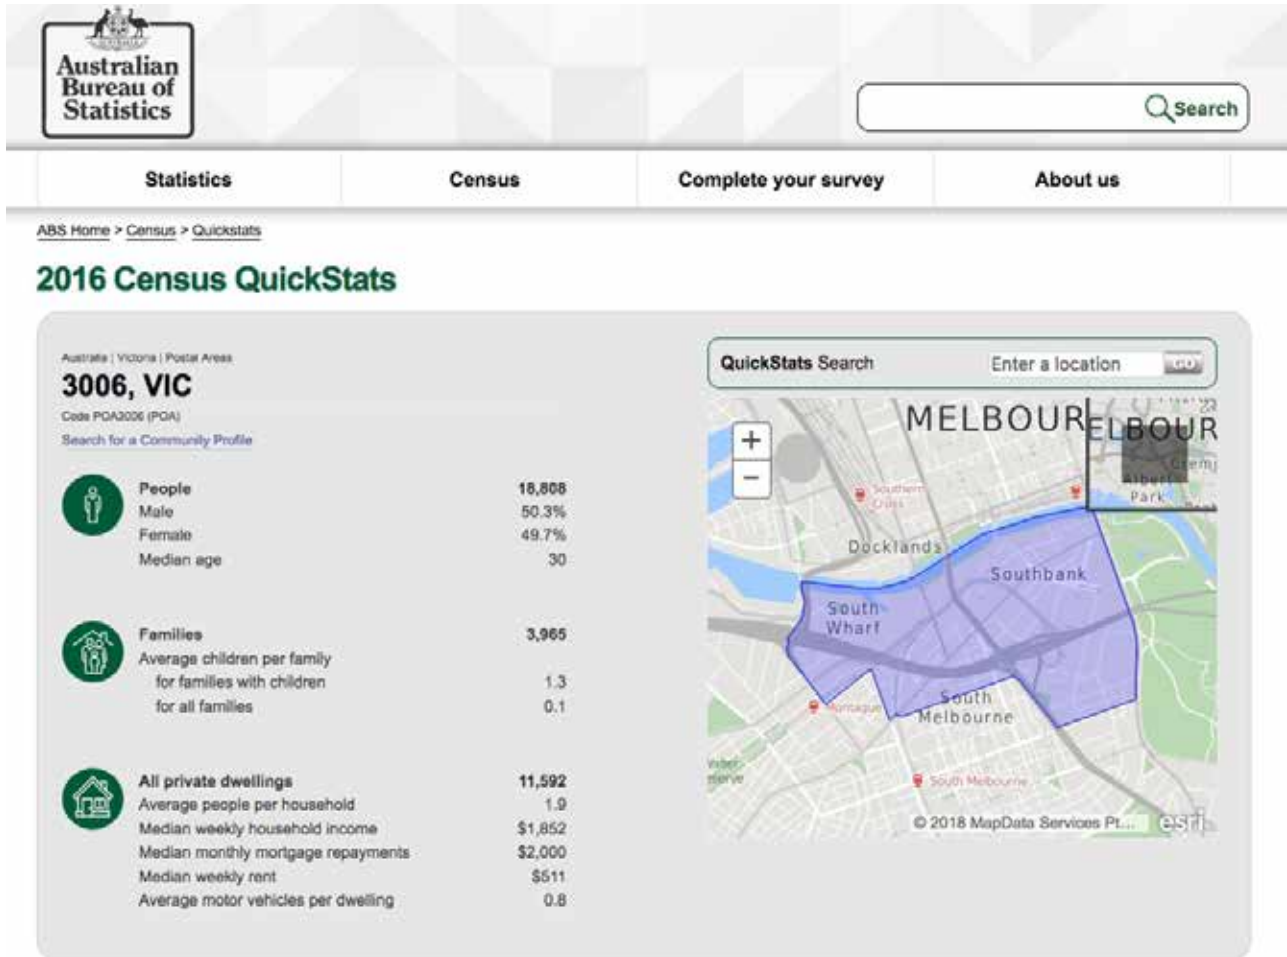 Australian
Bureau of
Statistics
Search
Statistics
Census
Complete your survey
About us
ABS Home > Census > Quickstats
2016 Census QuickStats
Australia | Victoria | Postal Areas
3006, VIC
Code POA3006 (POA)
Search for a Community Profile
People 18,808
Male 50.3%
Female 49.7%
Median age 30
Families 3,965
Average children per family
for families with children 1.3
for all families 0.1
All private dwellings 11,592
Average people per household 1.9
Median weekly household income $1,852
Median monthly mortgage repayments $2,000
Median weekly rent $511
Average motor vehicles per dwelling 0.8
QuickStats Search Enter a location GO
MELBOUR
ELBOUR
Albert
Park
+
−
Southern
Cross
Docklands
Southbank
South
Wharf
Montague
South
Melbourne
South Melbourne
© 2018 MapData Services Pt...
esri